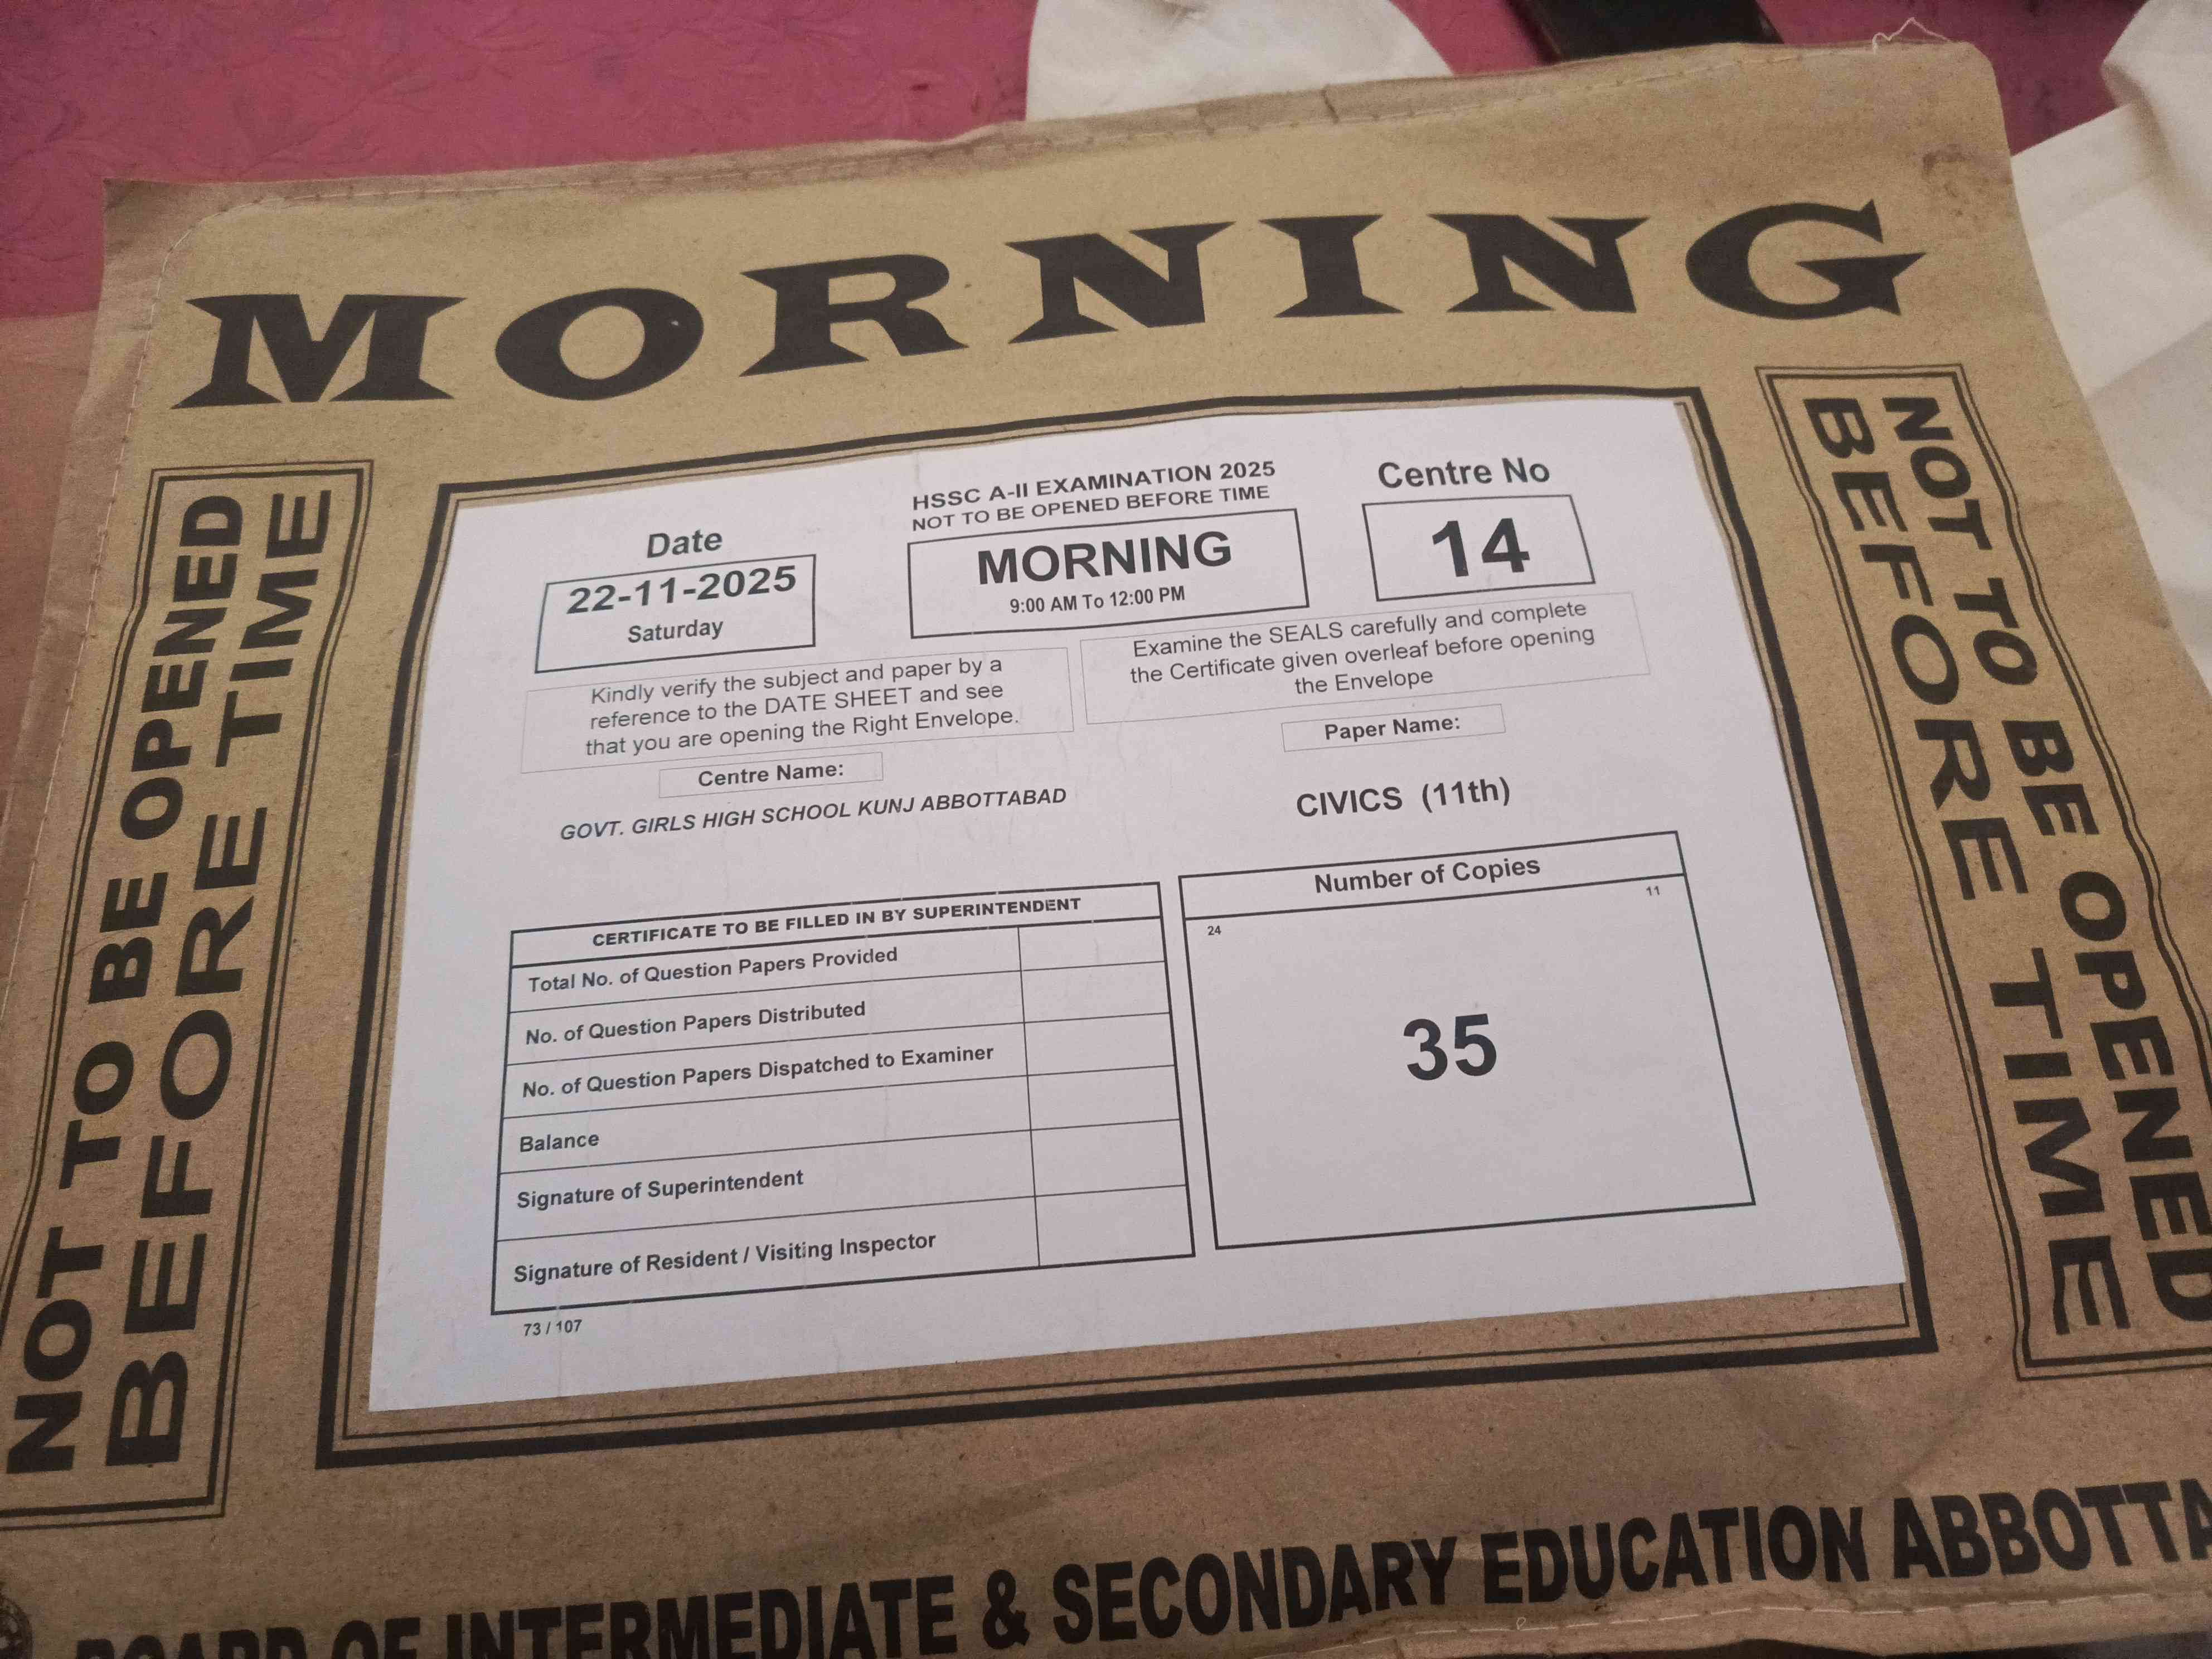 MORNING
NOT TO BE OPENED
BEFORE TIME
NOT TO BE OPENED
BEFORE TIME
HSSC A-II EXAMINATION 2025
NOT TO BE OPENED BEFORE TIME
Date
22-11-2025
Saturday
MORNING
9:00 AM To 12:00 PM
Centre No
14
Kindly verify the subject and paper by a
reference to the DATE SHEET and see
that you are opening the Right Envelope.
Examine the SEALS carefully and complete
the Certificate given overleaf before opening
the Envelope
Centre Name:
GOVT. GIRLS HIGH SCHOOL KUNJ ABBOTTABAD
Paper Name:
CIVICS (11th)
CERTIFICATE TO BE FILLED IN BY SUPERINTENDENT
Total No. of Question Papers Provided
No. of Question Papers Distributed
No. of Question Papers Dispatched to Examiner
Balance
Signature of Superintendent
Signature of Resident / Visiting Inspector
Number of Copies
24
11
35
73 / 107
BOARD OF INTERMEDIATE & SECONDARY EDUCATION ABBOTTA